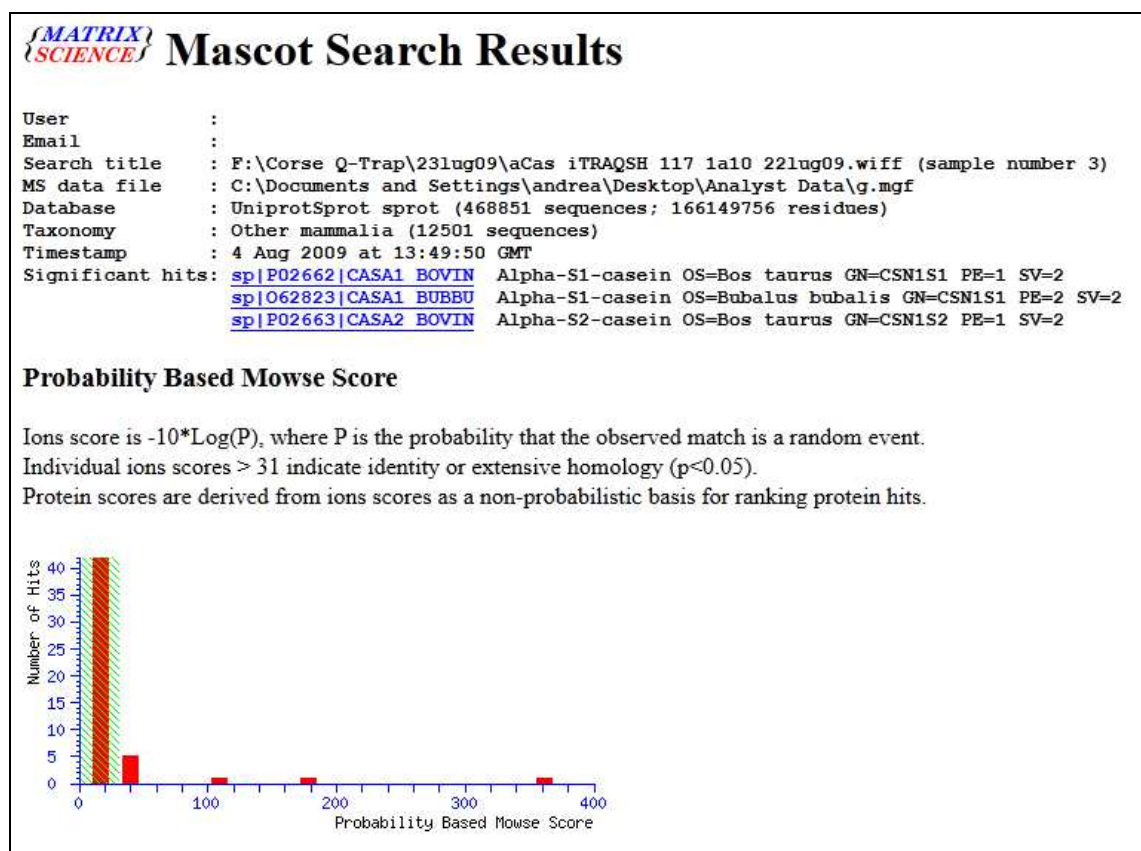 {MATRIX SCIENCE} Mascot Search Results
User :
Email :
Search title : F:\Corse Q-Trap\23lug09\aCas iTRAQSH 117 1a10 22lug09.wiff (sample number 3)
MS data file : C:\Documents and Settings\andrea\Desktop\Analyst Data\g.mgf
Database : UniprotSprot sprot (468851 sequences; 166149756 residues)
Taxonomy : Other mammalia (12501 sequences)
Timestamp : 4 Aug 2009 at 13:49:50 GMT
Significant hits: sp|P02662|CASA1 BOVIN Alpha-S1-casein OS=Bos taurus GN=CSN1S1 PE=1 SV=2
sp|O62823|CASA1 BUBBU Alpha-S1-casein OS=Bubalus bubalis GN=CSN1S1 PE=2 SV=2
sp|P02663|CASA2 BOVIN Alpha-S2-casein OS=Bos taurus GN=CSN1S2 PE=1 SV=2
Probability Based Mowse Score
Ions score is -10*Log(P), where P is the probability that the observed match is a random event.
Individual ions scores > 31 indicate identity or extensive homology (p<0.05).
Protein scores are derived from ions scores as a non-probabilistic basis for ranking protein hits.
Number of Hits
40
35
30
25
20
15
10
5
0
0 100 200 300 400
Probability Based Mowse Score